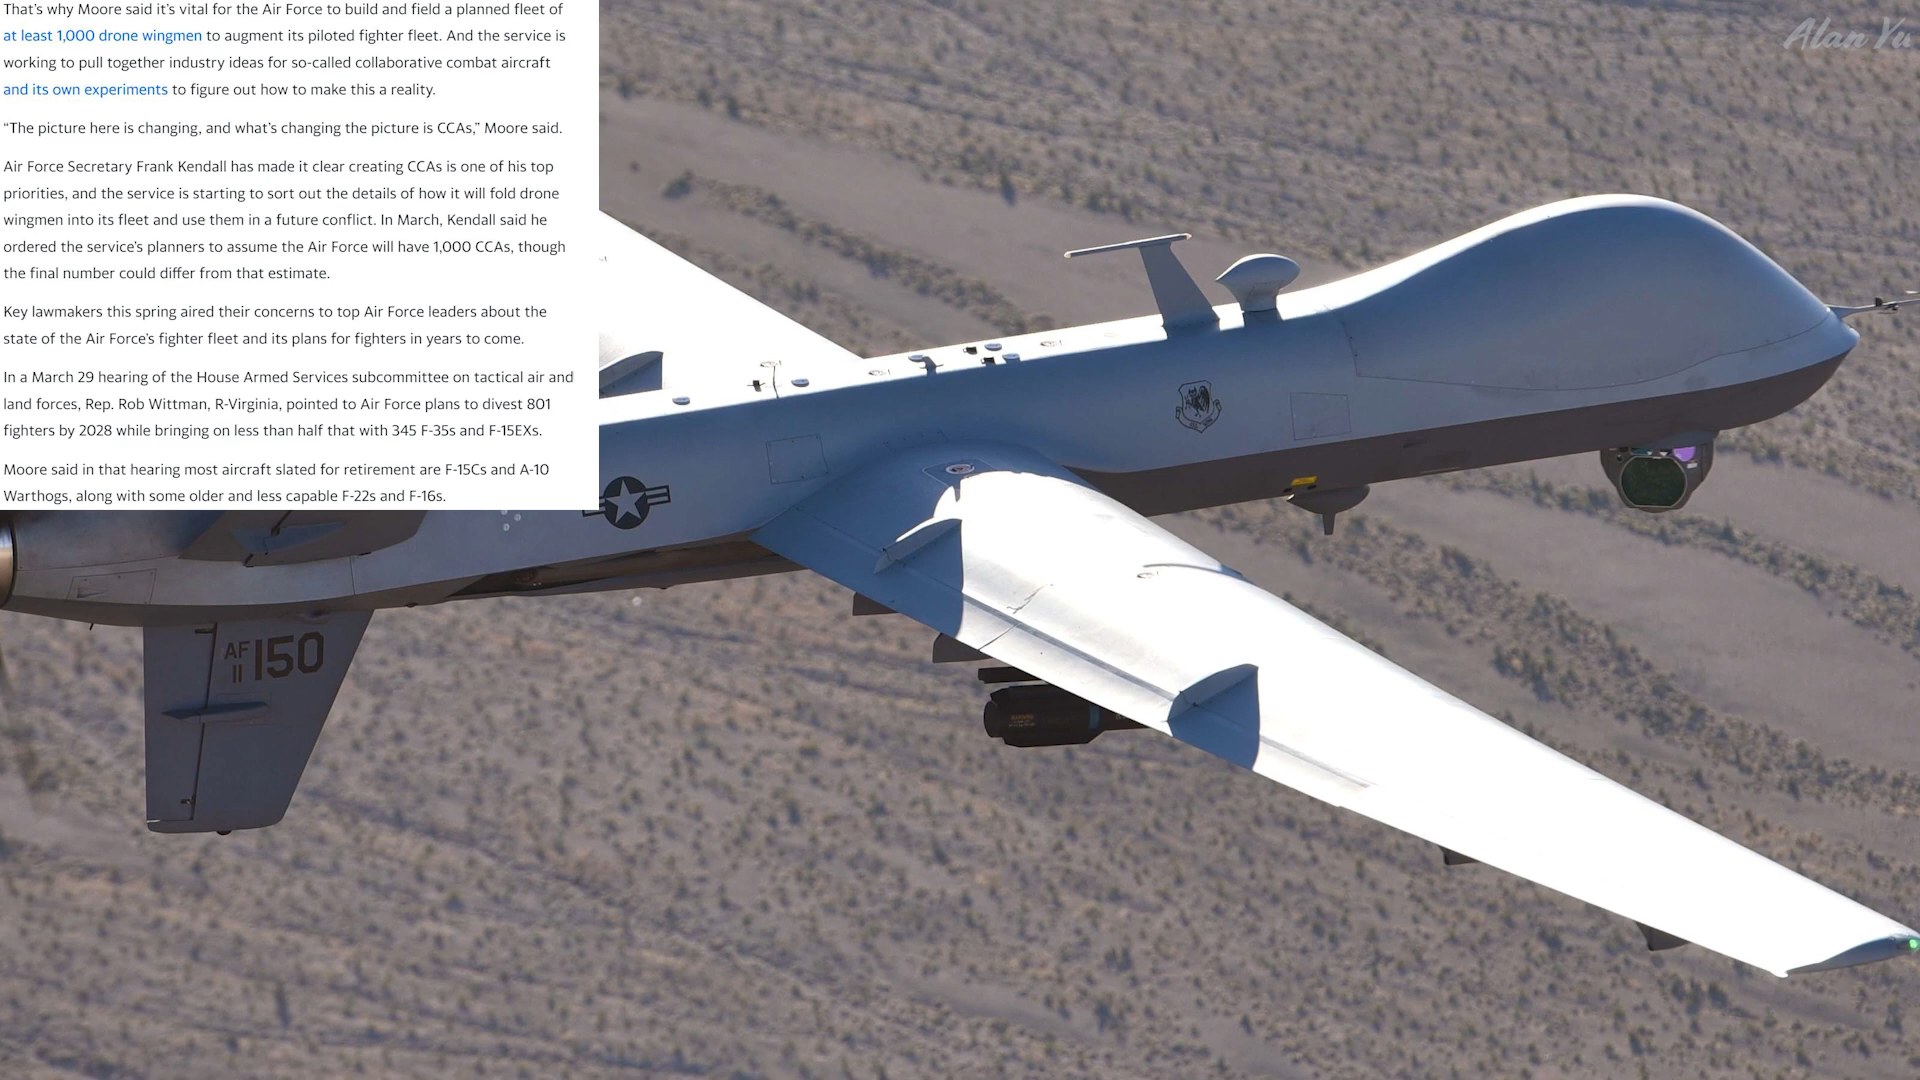 That’s why Moore said it’s vital for the Air Force to build and field a planned fleet of
at least 1,000 drone wingmen to augment its piloted fighter fleet. And the service is
working to pull together industry ideas for so-called collaborative combat aircraft
and its own experiments to figure out how to make this a reality.
“The picture here is changing, and what’s changing the picture is CCAs,” Moore said.
Air Force Secretary Frank Kendall has made it clear creating CCAs is one of his top
priorities, and the service is starting to sort out the details of how it will fold drone
wingmen into its fleet and use them in a future conflict. In March, Kendall said he
ordered the service’s planners to assume the Air Force will have 1,000 CCAs, though
the final number could differ from that estimate.
Key lawmakers this spring aired their concerns to top Air Force leaders about the
state of the Air Force’s fighter fleet and its plans for fighters in years to come.
In a March 29 hearing of the House Armed Services subcommittee on tactical air and
land forces, Rep. Rob Wittman, R-Virginia, pointed to Air Force plans to divest 801
fighters by 2028 while bringing on less than half that with 345 F-35s and F-15EXs.
Moore said in that hearing most aircraft slated for retirement are F-15Cs and A-10
Warthogs, along with some older and less capable F-22s and F-16s.
Alan Yu
AF 11 150